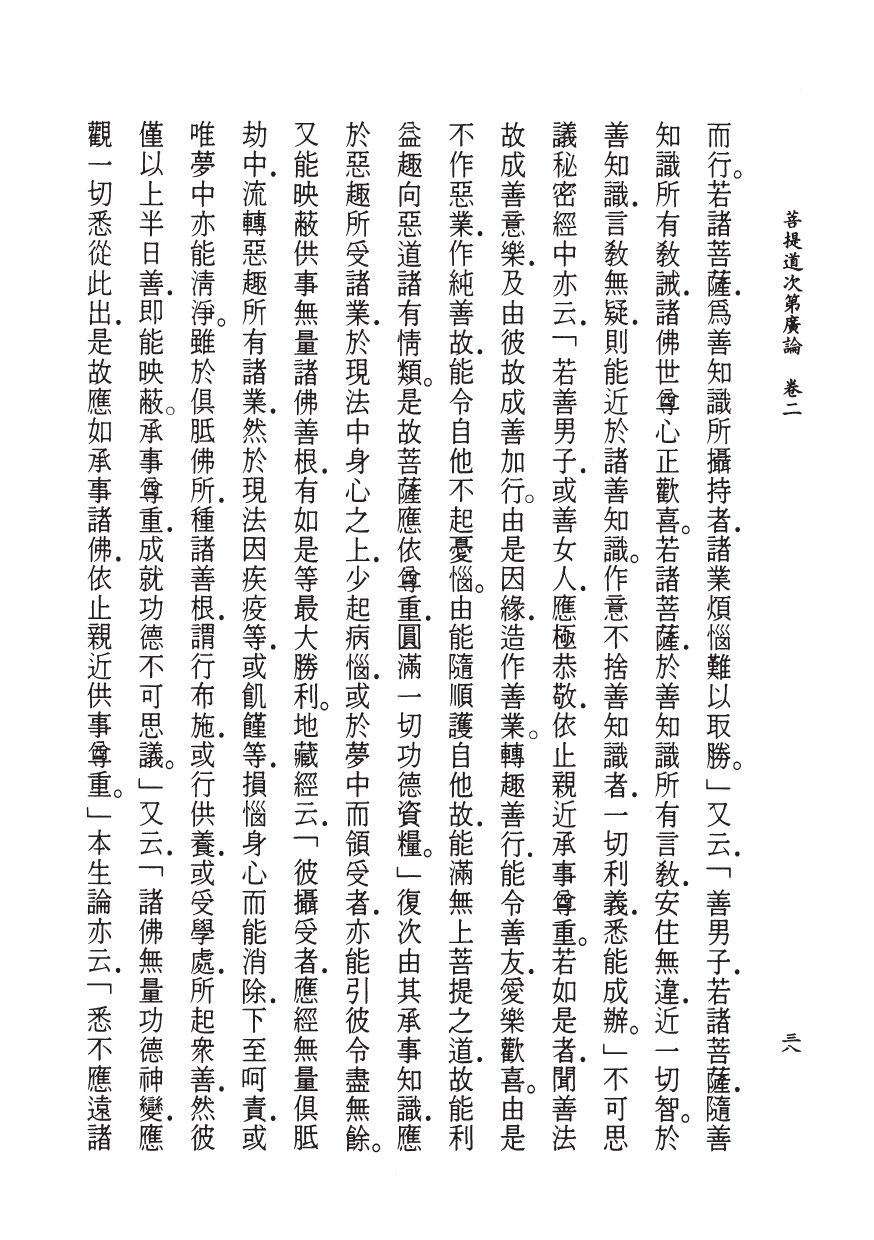 菩提道次第廣論　卷二
三八
而行。若諸菩薩．爲善知識所攝持者．諸業煩惱難以取勝。」又云．「善男子．若諸菩薩．隨善
知識所有教誡．諸佛世尊心正歡喜。若諸菩薩．於善知識所有言教．安住無違．近一切智。於
善知識．言教無疑．則能近於諸善知識。作意不捨善知識者．一切利義．悉能成辦。」不可思
議秘密經中亦云．「若善男子．或善女人．應極恭敬．依止親近承事尊重。若如是者．聞善法
故成善意樂．及由彼故成善加行。由是因緣．造作善業。轉趣善行．能令善友．愛樂歡喜。由是
不作惡業．作純善故．能令自他不起憂惱。由能隨順護自他故．能滿無上菩提之道．故能利
益趣向惡道諸有情類。是故菩薩應依尊重．圓滿一切功德資糧。」復次由其承事知識．應
於惡趣所受諸業．於現法中身心之上．少起病惱．或於夢中而領受者．亦能引彼令盡無餘。
又能映蔽供事無量諸佛善根．有如是等最大勝利。地藏經云．「彼攝受者．應經無量俱胝
劫中．流轉惡趣所有諸業．然於現法因疾疫等．或飢饉等．損惱身心而能消除．下至呵責．或
唯夢中亦能清淨。雖於俱胝佛所．種諸善根．謂行布施．或行供養．或受學處．所起衆善．然彼
僅以上半日善．即能映蔽。承事尊重．成就功德不可思議。」又云．「諸佛無量功德神變．應
觀一切悉從此出．是故應如承事諸佛．依止親近供事尊重。」本生論亦云．「悉不應遠諸